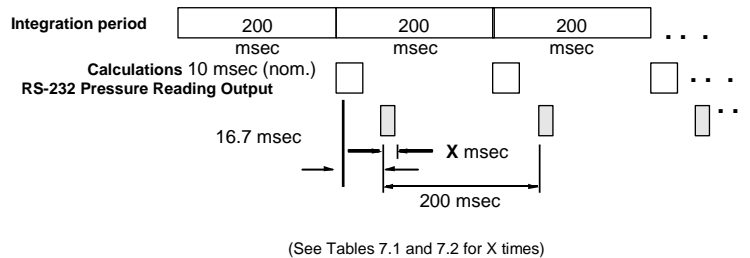 Integration period 200 200 200
msec msec msec . . .
Calculations 10 msec (nom.) . . .
RS-232 Pressure Reading Output . .
16.7 msec
X msec
200 msec
(See Tables 7.1 and 7.2 for X times)